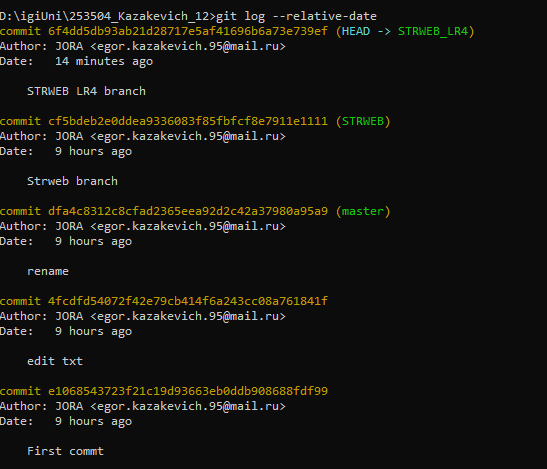 D:\igiUni\253504_Kazakevich_12>git log --relative-date
commit 6f4dd5db93ab21d28717e5af41696b6a73e739ef (HEAD -> STRWEB_LR4)
Author: JORA <egor.kazakevich.95@mail.ru>
Date:   14 minutes ago
STRWEB LR4 branch
commit cf5bdeb2e0ddea9336083f85fbfcf8e7911e1111 (STRWEB)
Author: JORA <egor.kazakevich.95@mail.ru>
Date:   9 hours ago
Strweb branch
commit dfa4c8312c8cfad2365eea92d2c42a37980a95a9 (master)
Author: JORA <egor.kazakevich.95@mail.ru>
Date:   9 hours ago
rename
commit 4fcdfd54072f42e79cb414f6a243cc08a761841f
Author: JORA <egor.kazakevich.95@mail.ru>
Date:   9 hours ago
edit txt
commit e1068543723f21c19d93663eb0ddb908688fdf99
Author: JORA <egor.kazakevich.95@mail.ru>
Date:   9 hours ago
First commt